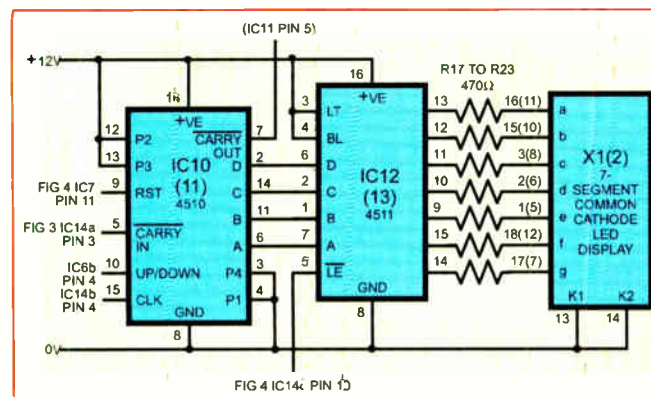 (IC11 PIN 5)
+12V
R17 TO R23
470Ω
16
+VE
12 P2
CARRY OUT 7
13 P3
IC10
(11)
4510
D 2
FIG 4 IC7
PIN 11
9 RST
C 14
FIG 3 IC14a
PIN 3
5 CARRY
IN
B 11
A 6
IC6b
PIN 4
10 UP/DOWN
P4 3
IC14b
PIN 4
15 CLK
P1 4
GND
8
0V
16
+VE
3 LT
4 BL
6 D
2 C
1 B
7 A
5 LE
IC12
(13)
4511
GND
8
13
12
11
10
9
15
14
FIG 4 PIN 10
16(11) a
15(10) b
3(8) c
2(6) d
1(5) e
18(12) f
17(7) g
X1(2)
7-
SEGMENT
COMMON
CATHODE
LED
DISPLAY
K1 K2
13 14